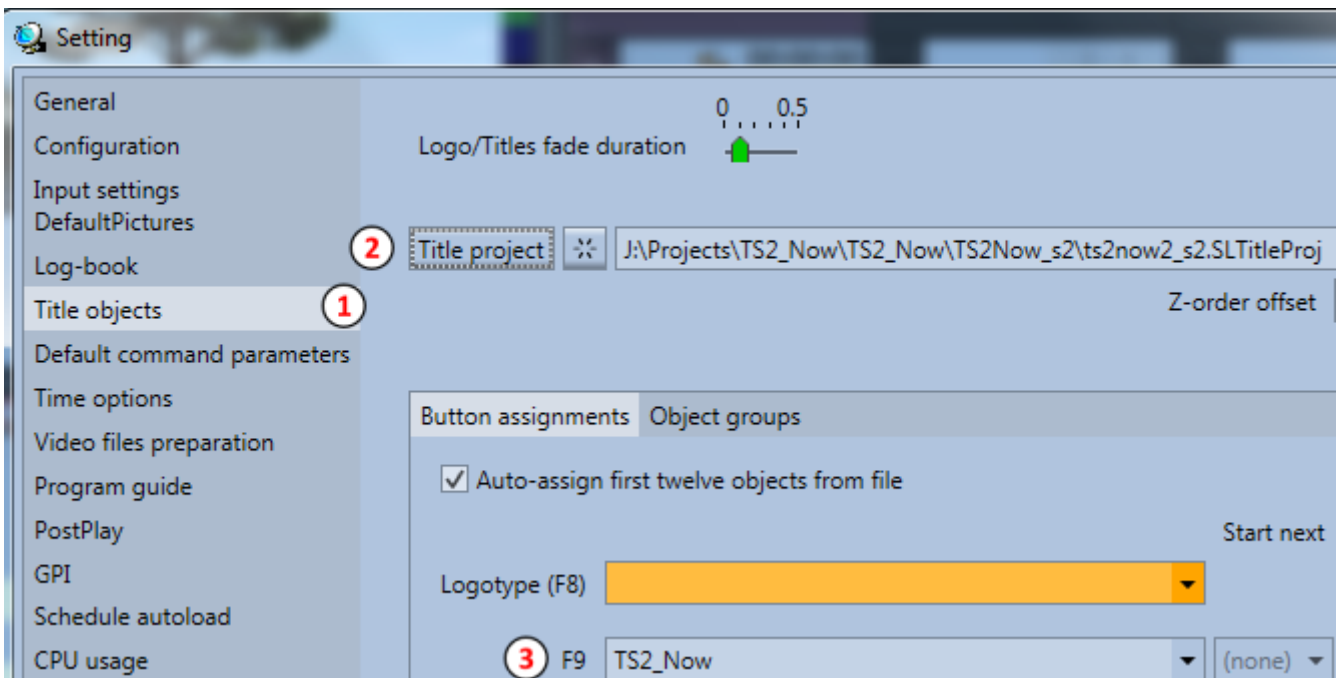 Setting
General
Configuration
Input settings
DefaultPictures
Log-book
Title objects 1
Default command parameters
Time options
Video files preparation
Program guide
PostPlay
GPI
Schedule autoload
CPU usage
0 0.5
Logo/Titles fade duration
2 Title project J:\Projects\TS2_Now\TS2_Now\TS2Now_s2\ts2now2_s2.SLTitleProj
Z-order offset
Button assignments Object groups
Auto-assign first twelve objects from file
Start next
Logotype (F8)
3 F9 TS2_Now (none)